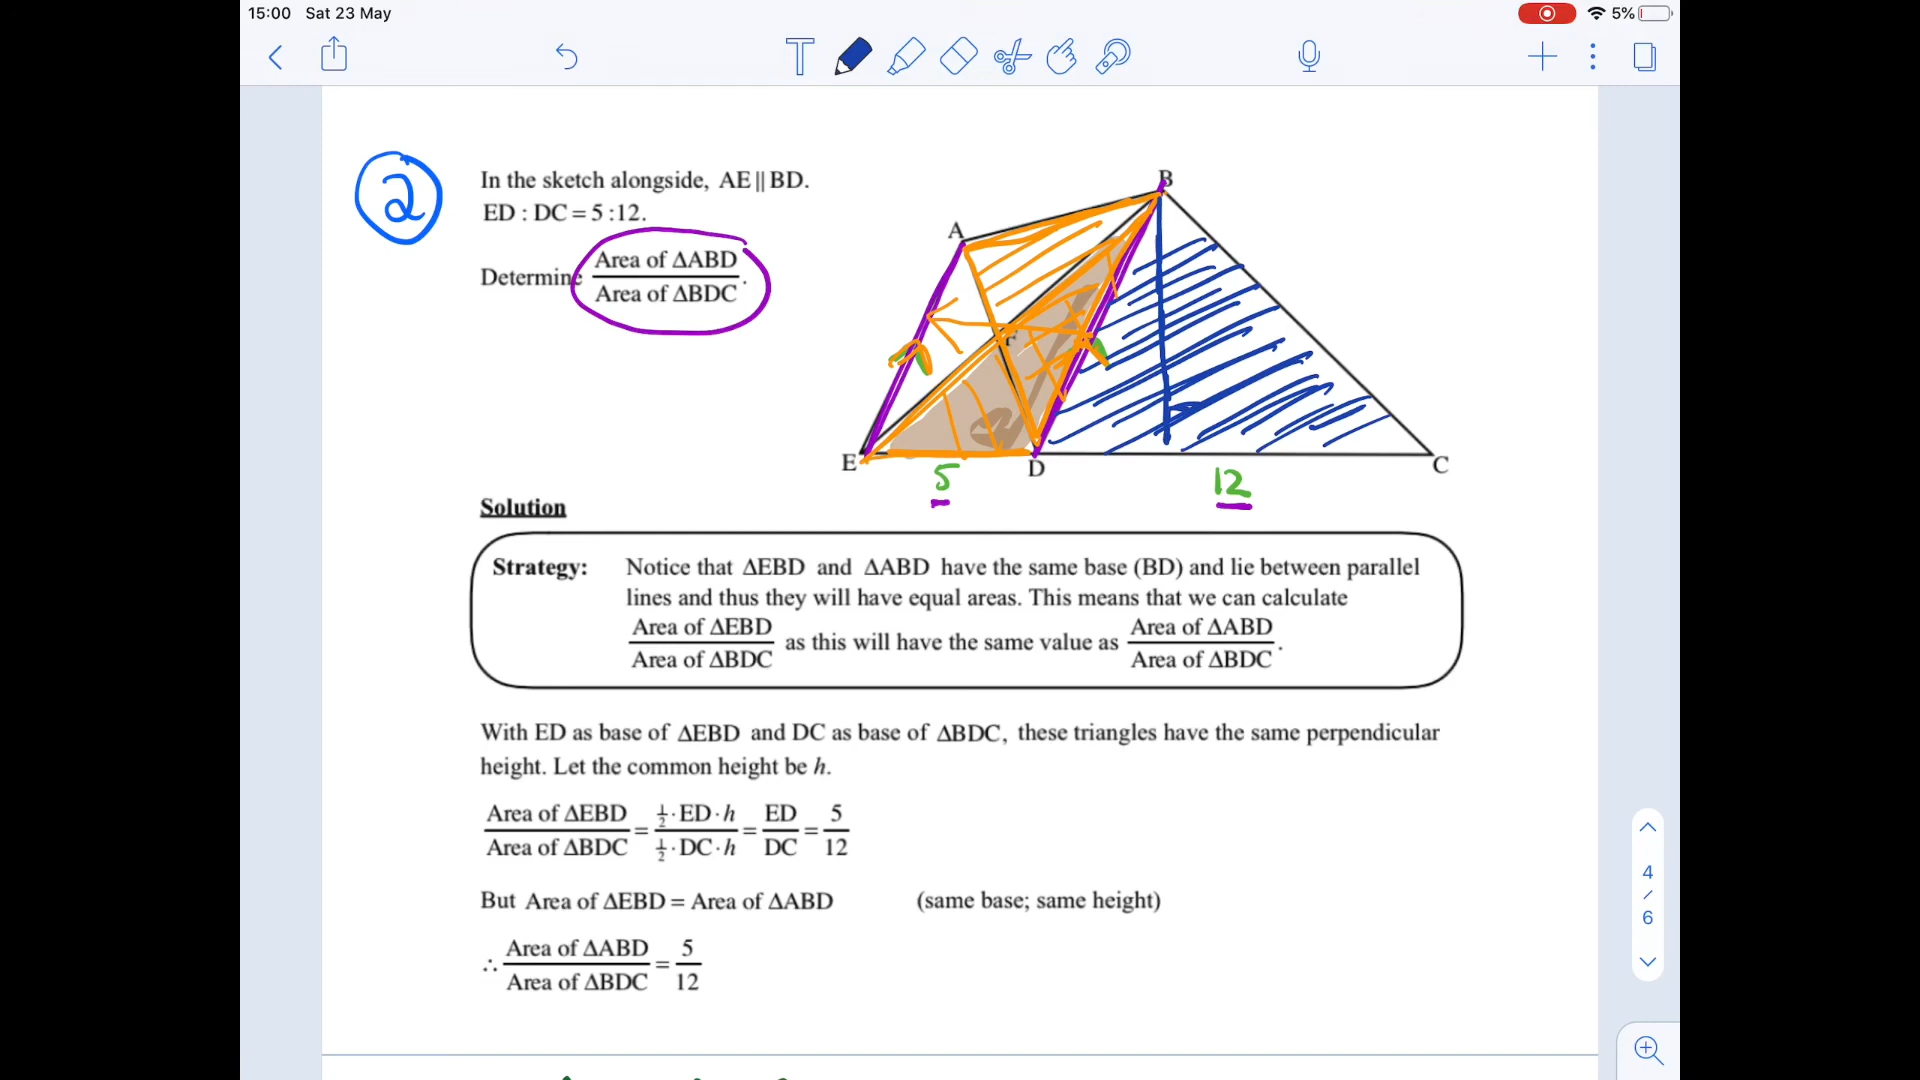 15:00 Sat 23 May
5%
T
2
In the sketch alongside, AE || BD.
ED : DC = 5 : 12.
Determine Area of ΔABD / Area of ΔBDC.
B
A
F
E
D
C
5
12
Solution
Strategy: Notice that ΔEBD and ΔABD have the same base (BD) and lie between parallel
lines and thus they will have equal areas. This means that we can calculate
Area of ΔEBD / Area of ΔBDC as this will have the same value as Area of ΔABD / Area of ΔBDC.
With ED as base of ΔEBD and DC as base of ΔBDC, these triangles have the same perpendicular
height. Let the common height be h.
Area of ΔEBD / Area of ΔBDC = ½·ED·h / ½·DC·h = ED / DC = 5 / 12
But Area of ΔEBD = Area of ΔABD (same base; same height)
∴ Area of ΔABD / Area of ΔBDC = 5 / 12
4
/
6